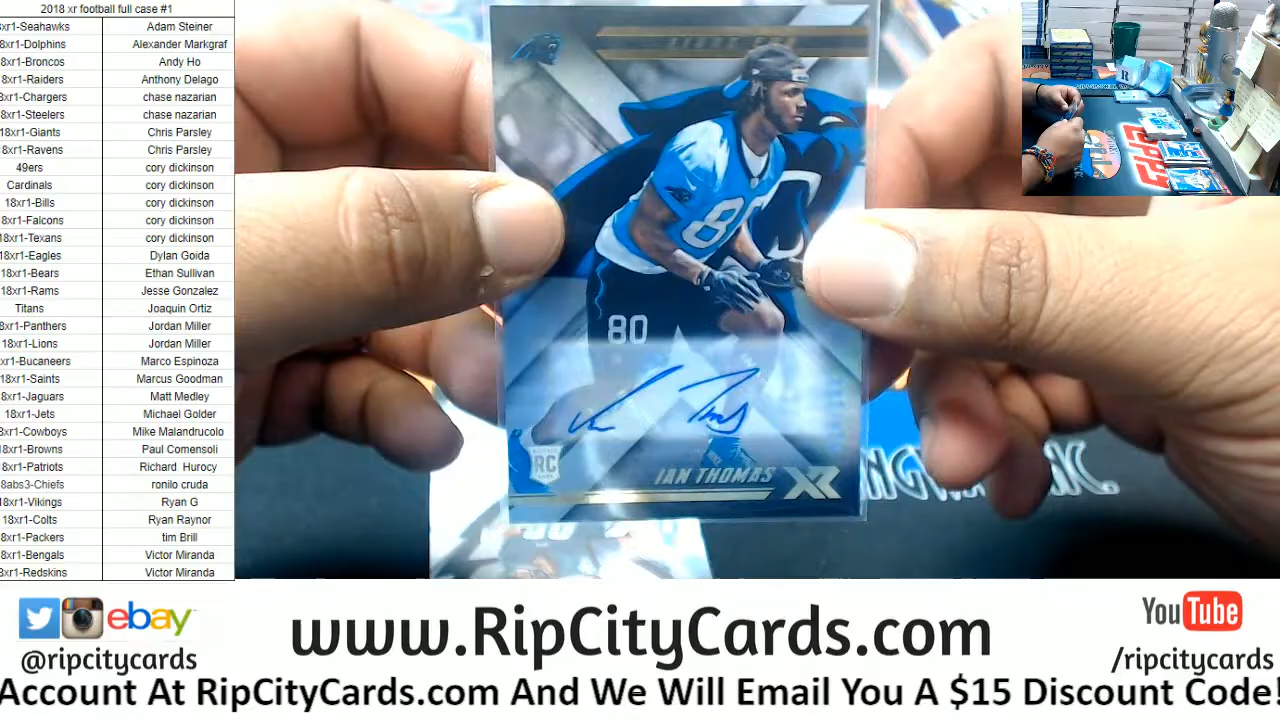 2018 xr football full case #1
8xr1-Seahawks Adam Steiner
8xr1-Dolphins Alexander Markgraf
8xr1-Broncos Andy Ho
8xr1-Raiders Anthony Delago
8xr1-Chargers chase nazarian
8xr1-Steelers chase nazarian
18xr1-Giants Chris Parsley
18xr1-Ravens Chris Parsley
49ers cory dickinson
Cardinals cory dickinson
18xr1-Bills cory dickinson
8xr1-Falcons cory dickinson
18xr1-Texans cory dickinson
18xr1-Eagles Dylan Goida
18xr1-Bears Ethan Sullivan
18xr1-Rams Jesse Gonzalez
Titans Joaquin Ortiz
8xr1-Panthers Jordan Miller
18xr1-Lions Jordan Miller
xr1-Bucaneers Marco Espinoza
18xr1-Saints Marcus Goodman
8xr1-Jaguars Matt Medley
18xr1-Jets Michael Golder
8xr1-Cowboys Mike Malandrucolo
18xr1-Browns Paul Comensoli
8xr1-Patriots Richard Hurocy
8abs3-Chiefs ronilo cruda
18xr1-Vikings Ryan G
18xr1-Colts Ryan Raynor
8xr1-Packers tim Brill
8xr1-Bengals Victor Miranda
8xr1-Redskins Victor Miranda
80
80
Ian Thomas
RC
IAN THOMAS XR
ebay
@ripcitycards
www.RipCityCards.com
YouTube
/ripcitycards
Account At RipCityCards.com And We Will Email You A $15 Discount Code!